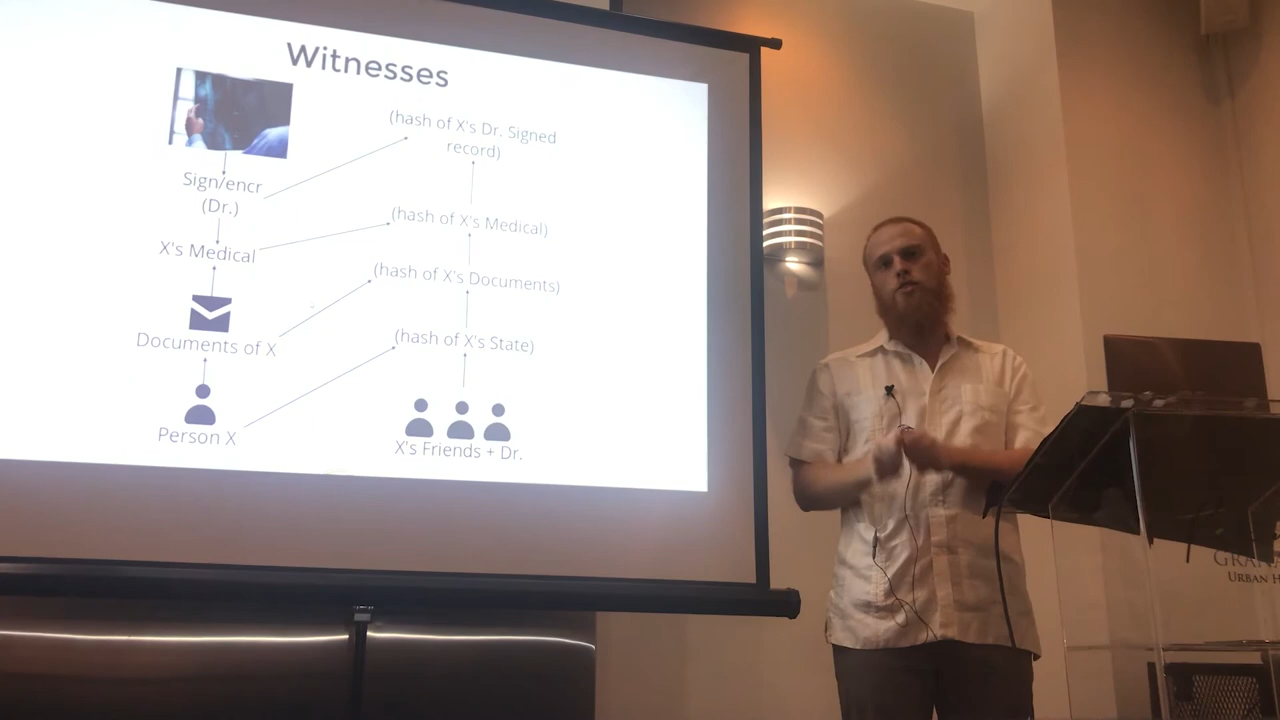 Witnesses
(hash of X's Dr. Signed
record)
Sign/encr
(Dr.)
(hash of X's Medical)
X's Medical
(hash of X's Documents)
Documents of X
(hash of X's State)
Person X
X's Friends + Dr.
URBAN